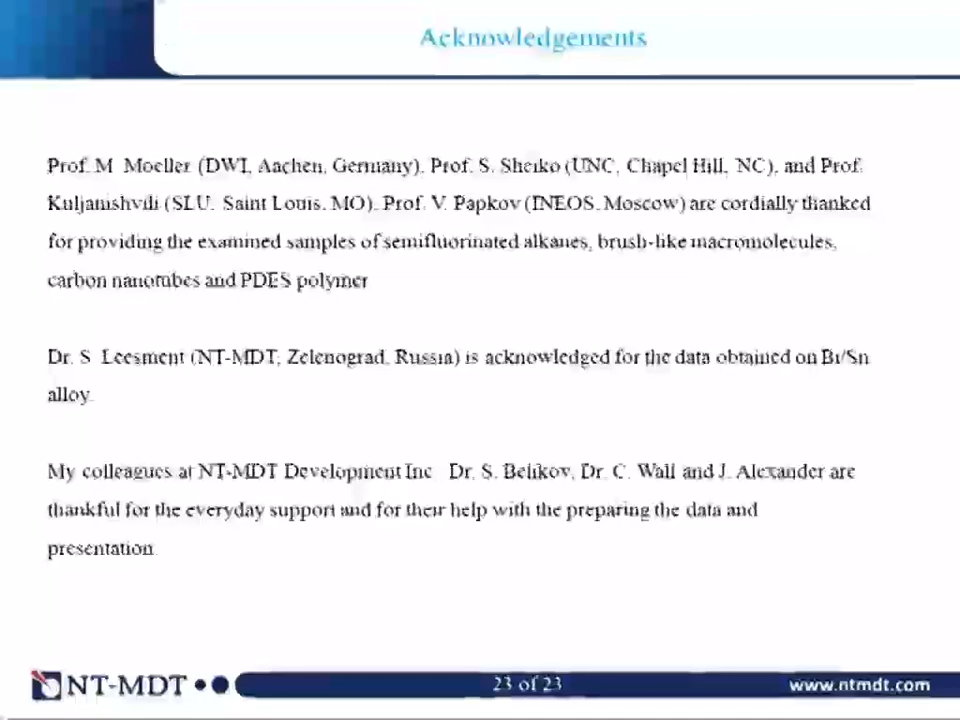 Acknowledgements
Prof. M. Moeller (DWI, Aachen, Germany), Prof. S. Sheiko (UNC, Chapel Hill, NC), and Prof.
Kuljanishvili (SLU, Saint Louis, MO), Prof. V. Papkov (INEOS, Moscow) are cordially thanked
for providing the examined samples of semifluorinated alkanes, brush-like macromolecules,
carbon nanotubes and PDES polymer
Dr. S. Leesment (NT-MDT, Zelenograd, Russia) is acknowledged for the data obtained on Bi/Sn
alloy.
My colleagues at NT-MDT Development Inc. Dr. S. Belikov, Dr. C. Wall and J. Alexander are
thankful for the everyday support and for their help with the preparing the data and
presentation.
NT-MDT
23 of 23
www.ntmdt.com